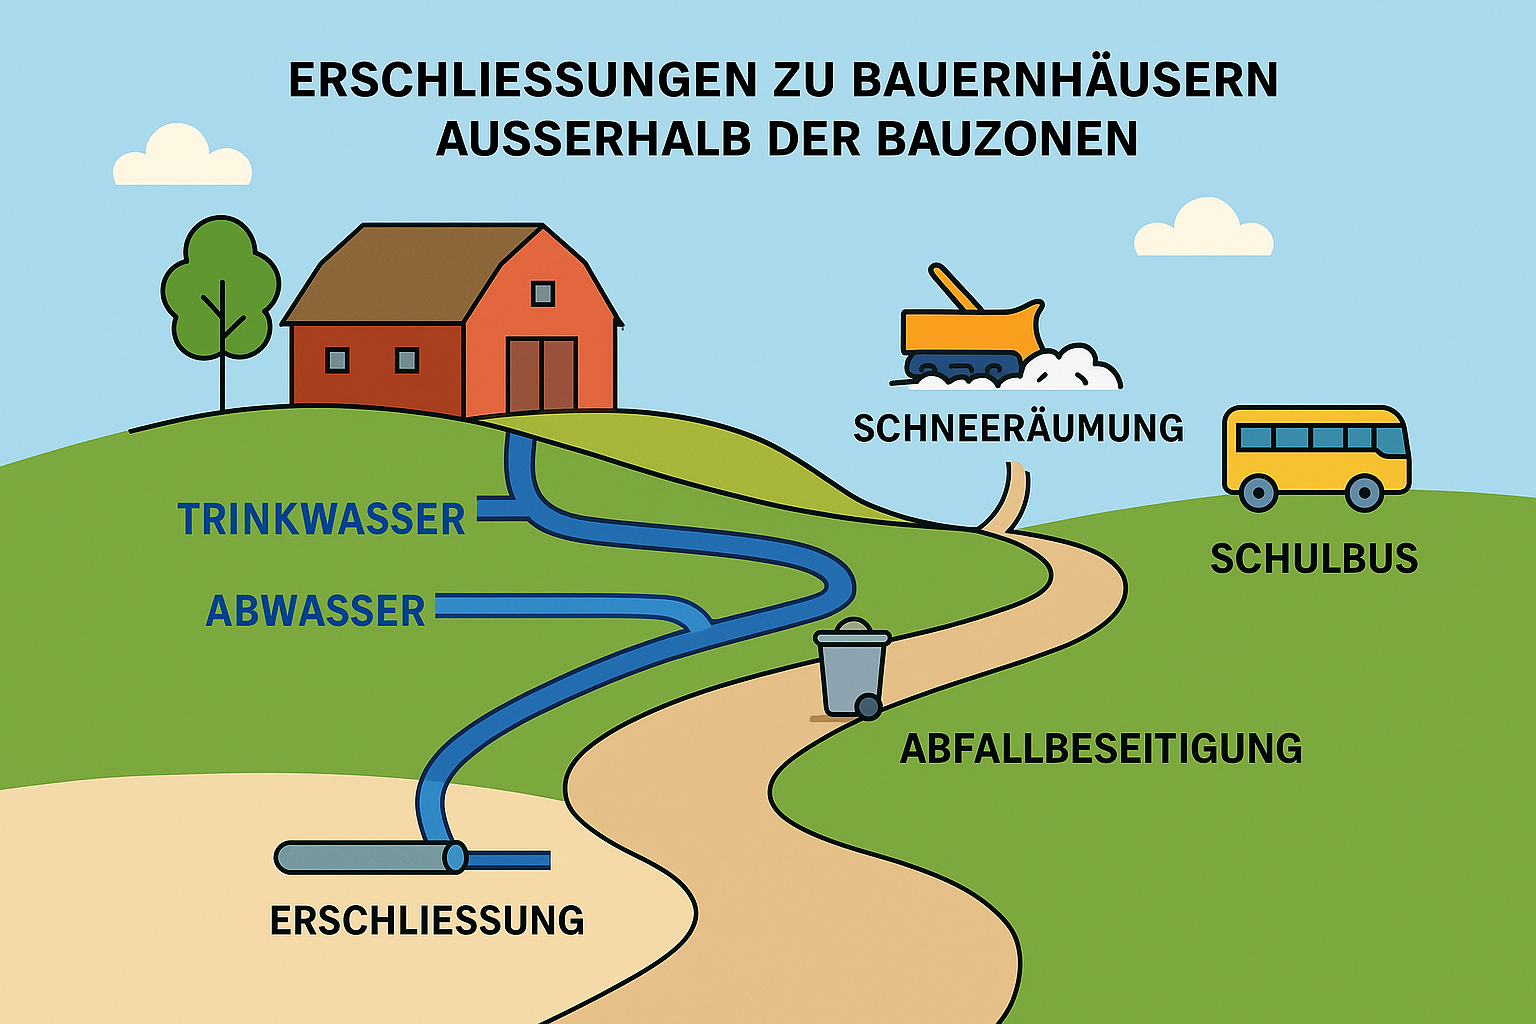 ERSCHLIESSUNGEN ZU BAUERNHÄUSERN
AUSSERHALB DER BAUZONEN
SCHNEERÄUMUNG
TRINKWASSER
SCHULBUS
ABWASSER
ABFALLBESEITIGUNG
ERSCHLIESSUNG